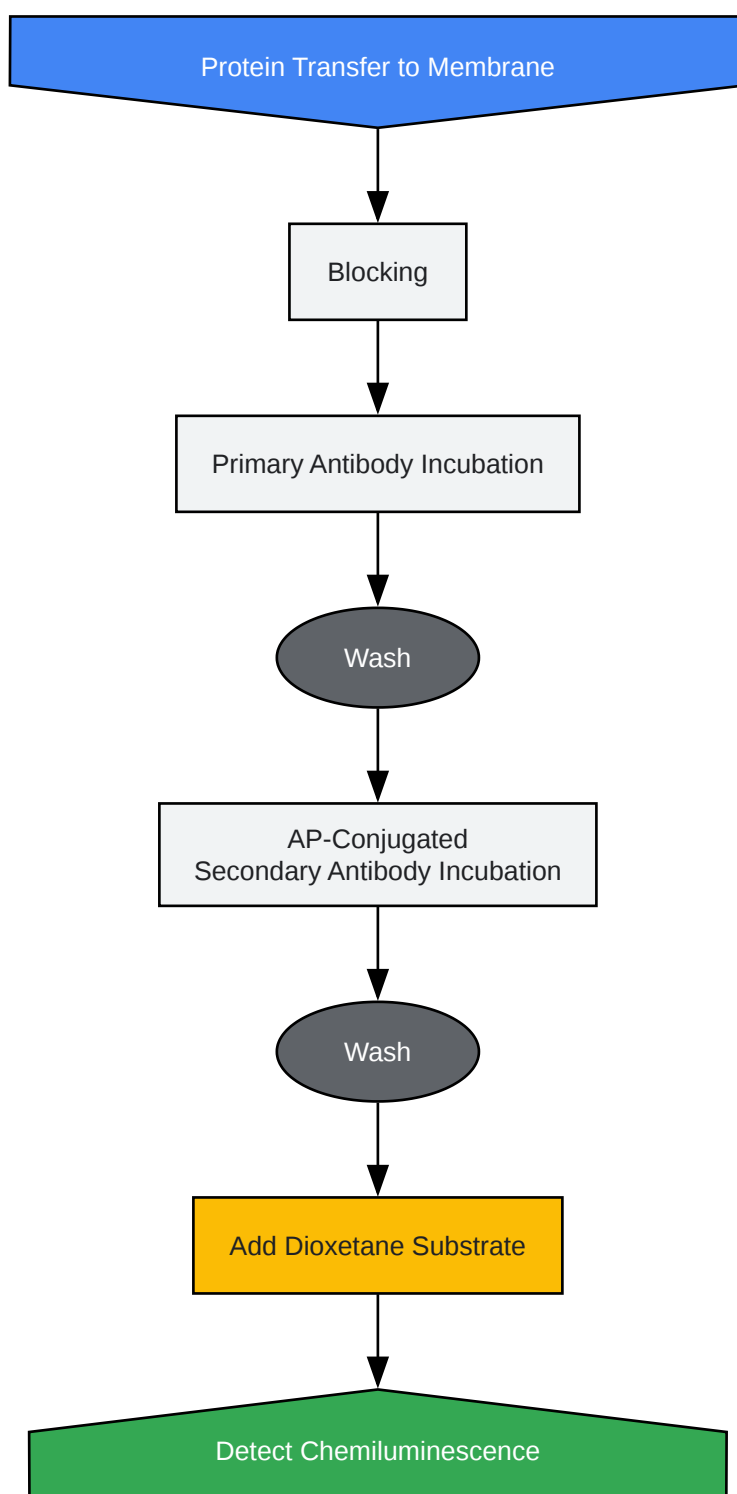 Protein Transfer to Membrane
Blocking
Primary Antibody Incubation
Wash
AP-Conjugated
Secondary Antibody Incubation
Wash
Add Dioxetane Substrate
Detect Chemiluminescence